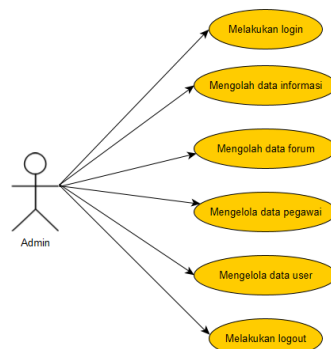 Melakukan login
Mengolah data informasi
Mengolah data forum
Mengelola data pegawai
Admin
Mengelola data user
Melakukan logout